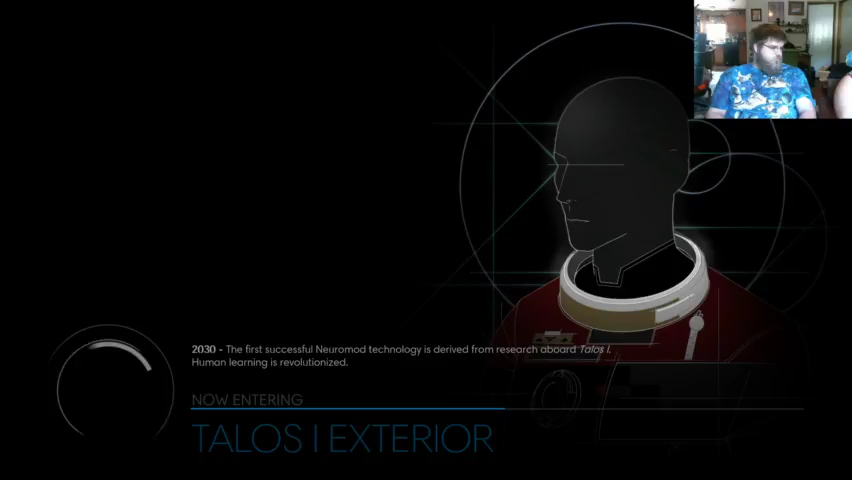 2030 - The first successful Neuromod technology is derived from research aboard Talos I.
Human learning is revolutionized.
NOW ENTERING
TALOS I EXTERIOR